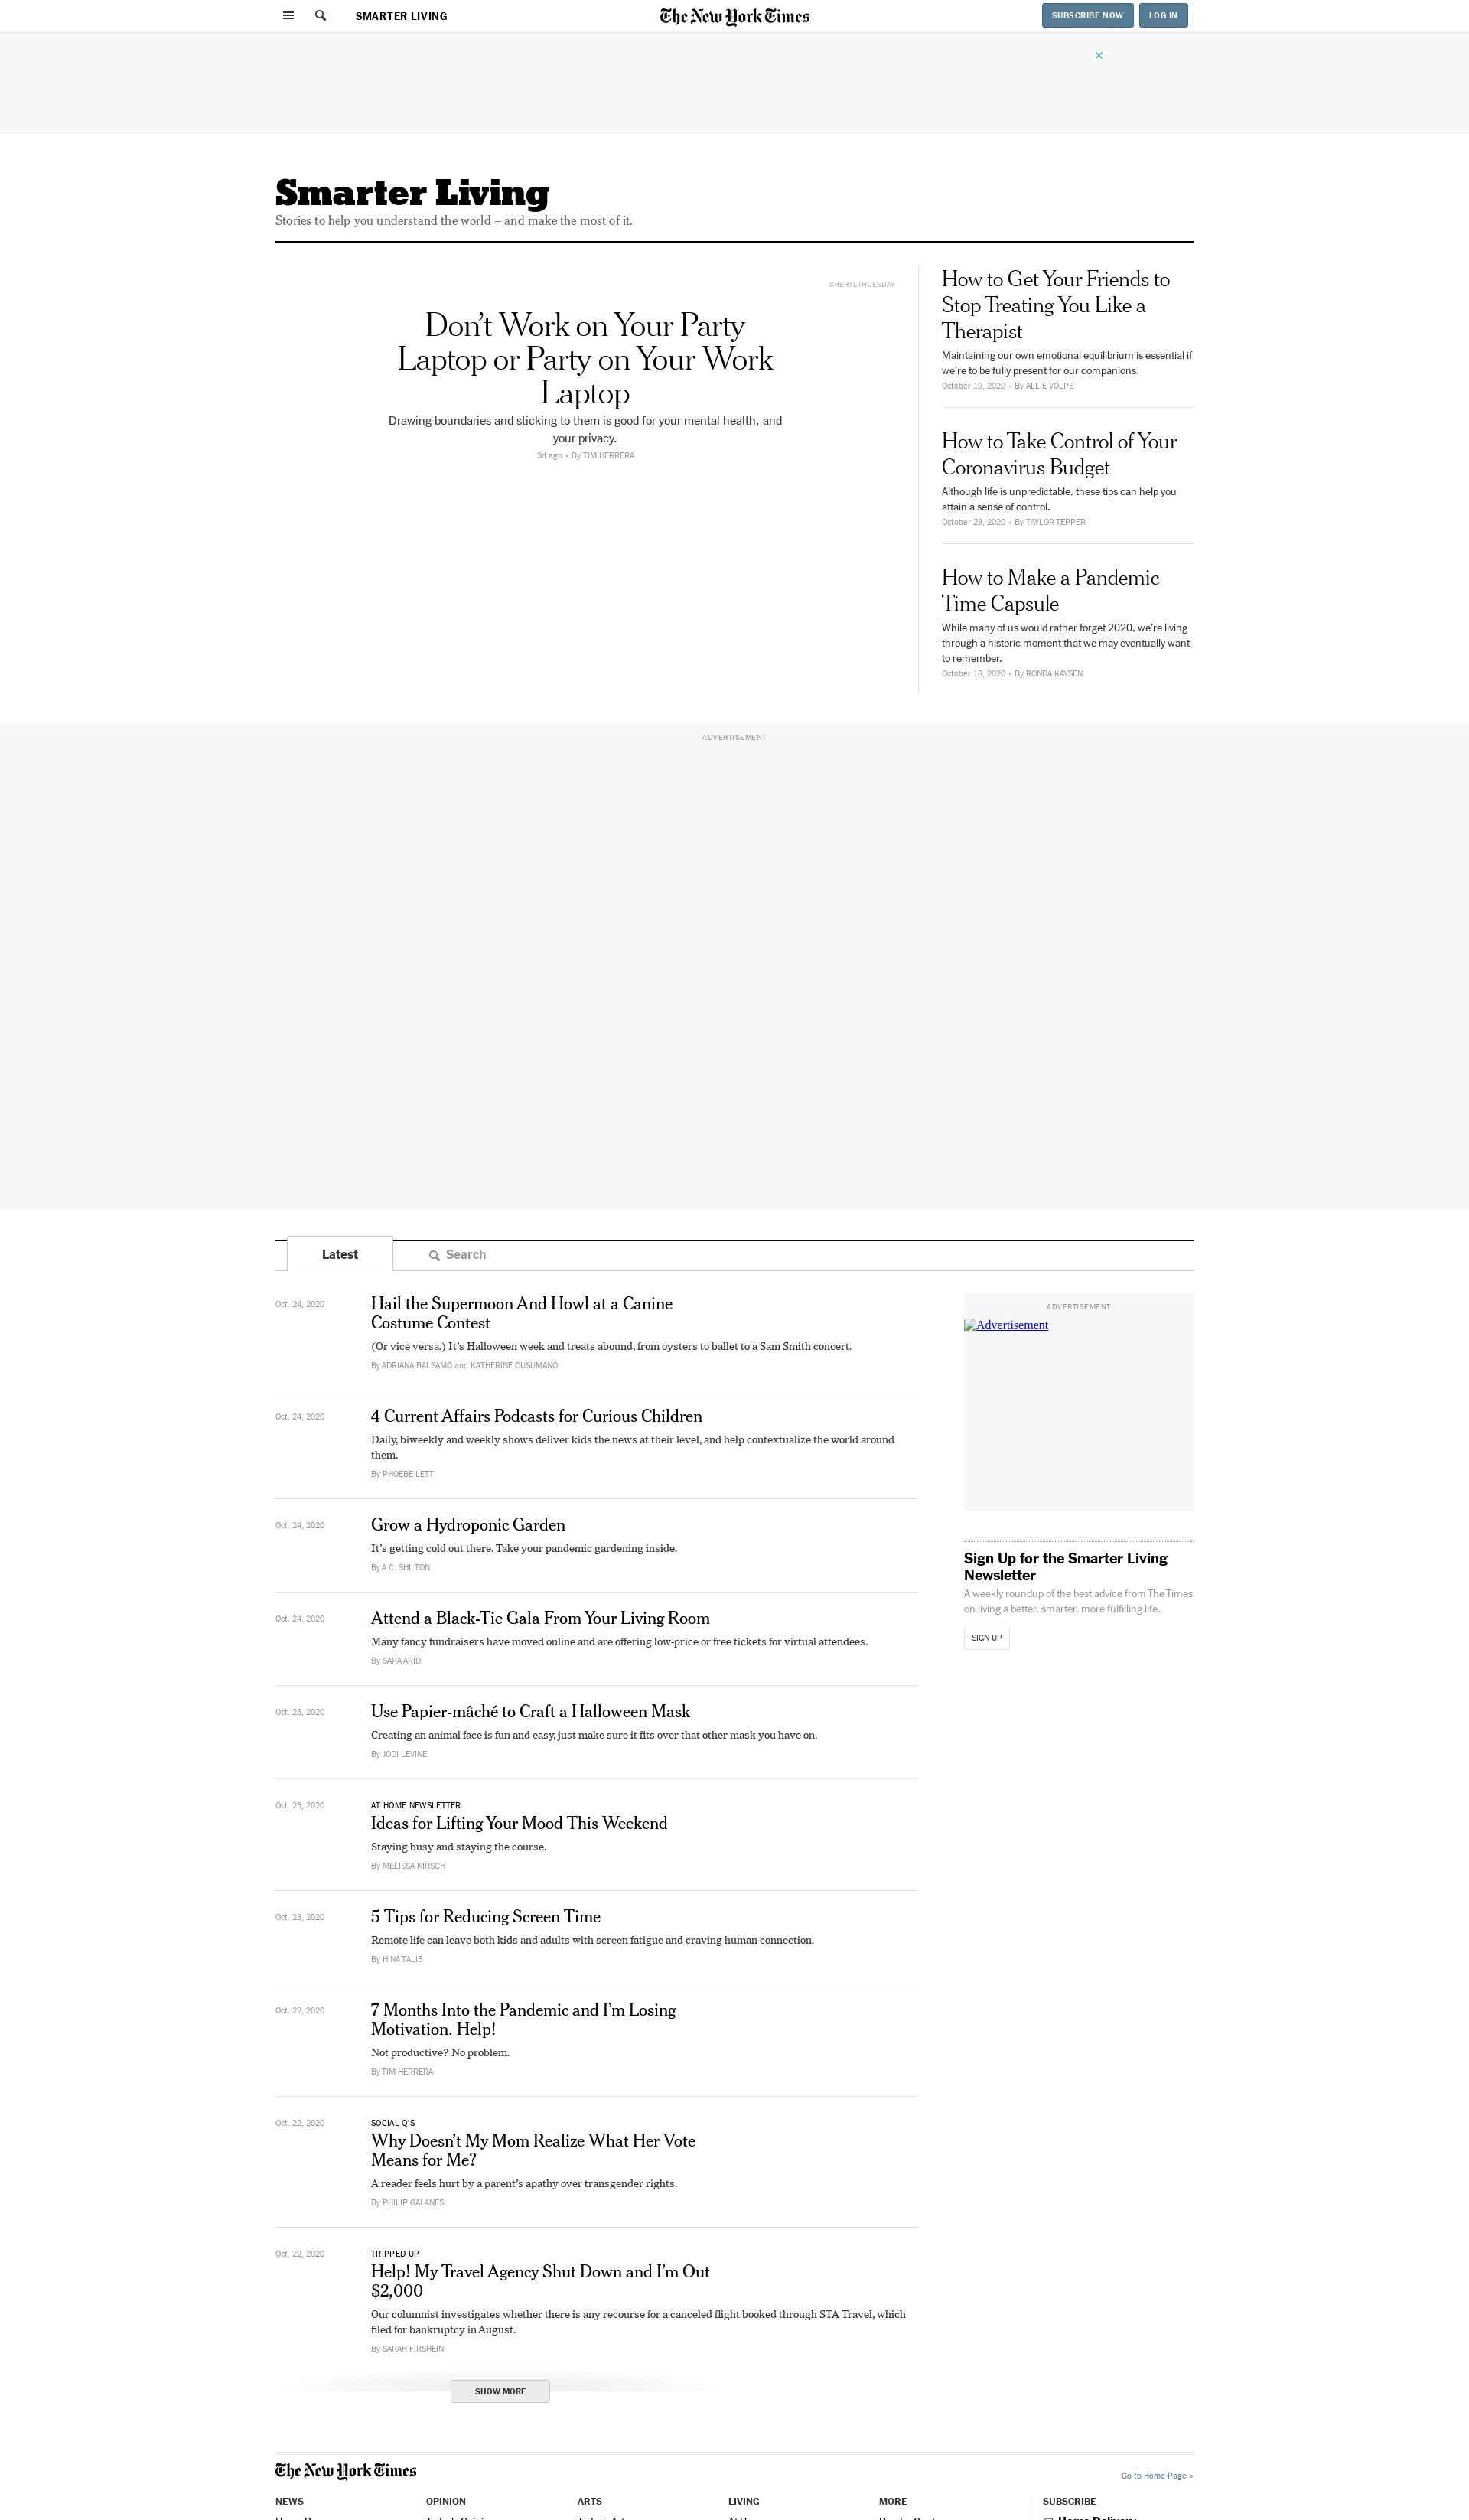 SMARTER LIVING
The New York Times
SUBSCRIBE NOW
LOG IN
Smarter Living
Stories to help you understand the world – and make the most of it.
CHERYLTHUESDAY
Don’t Work on Your Party
Laptop or Party on Your Work
Laptop
Drawing boundaries and sticking to them is good for your mental health, and
your privacy.
3d ago • By TIM HERRERA
How to Get Your Friends to
Stop Treating You Like a
Therapist
Maintaining our own emotional equilibrium is essential if
we’re to be fully present for our companions.
October 19, 2020 • By ALLIE VOLPE
How to Take Control of Your
Coronavirus Budget
Although life is unpredictable, these tips can help you
attain a sense of control.
October 23, 2020 • By TAYLOR TEPPER
How to Make a Pandemic
Time Capsule
While many of us would rather forget 2020, we’re living
through a historic moment that we may eventually want
to remember.
October 18, 2020 • By RONDA KAYSEN
ADVERTISEMENT
Latest
Search
Oct. 24, 2020
Hail the Supermoon And Howl at a Canine
Costume Contest
(Or vice versa.) It’s Halloween week and treats abound, from oysters to ballet to a Sam Smith concert.
By ADRIANA BALSAMO and KATHERINE CUSUMANO
Oct. 24, 2020
4 Current Affairs Podcasts for Curious Children
Daily, biweekly and weekly shows deliver kids the news at their level, and help contextualize the world around
them.
By PHOEBE LETT
Oct. 24, 2020
Grow a Hydroponic Garden
It’s getting cold out there. Take your pandemic gardening inside.
By A.C. SHILTON
Oct. 24, 2020
Attend a Black-Tie Gala From Your Living Room
Many fancy fundraisers have moved online and are offering low-price or free tickets for virtual attendees.
By SARA ARIDI
Oct. 23, 2020
Use Papier-mâché to Craft a Halloween Mask
Creating an animal face is fun and easy, just make sure it fits over that other mask you have on.
By JODI LEVINE
Oct. 23, 2020
AT HOME NEWSLETTER
Ideas for Lifting Your Mood This Weekend
Staying busy and staying the course.
By MELISSA KIRSCH
Oct. 23, 2020
5 Tips for Reducing Screen Time
Remote life can leave both kids and adults with screen fatigue and craving human connection.
By HINA TALIB
Oct. 22, 2020
7 Months Into the Pandemic and I’m Losing
Motivation. Help!
Not productive? No problem.
By TIM HERRERA
Oct. 22, 2020
SOCIAL Q’S
Why Doesn’t My Mom Realize What Her Vote
Means for Me?
A reader feels hurt by a parent’s apathy over transgender rights.
By PHILIP GALANES
Oct. 22, 2020
TRIPPED UP
Help! My Travel Agency Shut Down and I’m Out
$2,000
Our columnist investigates whether there is any recourse for a canceled flight booked through STA Travel, which
filed for bankruptcy in August.
By SARAH FIRSHEIN
SHOW MORE
ADVERTISEMENT
Advertisement
Sign Up for the Smarter Living
Newsletter
A weekly roundup of the best advice from The Times
on living a better, smarter, more fulfilling life.
SIGN UP
The New York Times
Go to Home Page »
NEWS
OPINION
ARTS
LIVING
MORE
SUBSCRIBE
Home Delivery